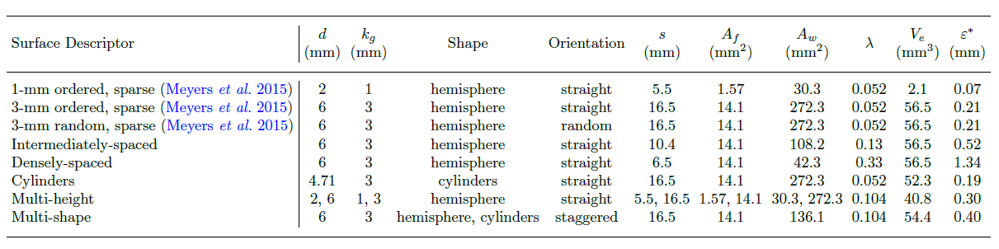 Surface Descriptor d (mm) k_g (mm) Shape Orientation s (mm) A_f (mm²) A_w (mm²) λ V_e (mm³) ε* (mm)
1-mm ordered, sparse (Meyers et al. 2015) 2 1 hemisphere straight 5.5 1.57 30.3 0.052 2.1 0.07
3-mm ordered, sparse (Meyers et al. 2015) 6 3 hemisphere straight 16.5 14.1 272.3 0.052 56.5 0.21
3-mm random, sparse (Meyers et al. 2015) 6 3 hemisphere random 16.5 14.1 272.3 0.052 56.5 0.21
Intermediately-spaced 6 3 hemisphere straight 10.4 14.1 108.2 0.13 56.5 0.52
Densely-spaced 6 3 hemisphere straight 6.5 14.1 42.3 0.33 56.5 1.34
Cylinders 4.71 3 cylinders straight 16.5 14.1 272.3 0.052 52.3 0.19
Multi-height 2, 6 1, 3 hemisphere straight 5.5, 16.5 1.57, 14.1 30.3, 272.3 0.104 40.8 0.30
Multi-shape 6 3 hemisphere, cylinders staggered 16.5 14.1 136.1 0.104 54.4 0.40